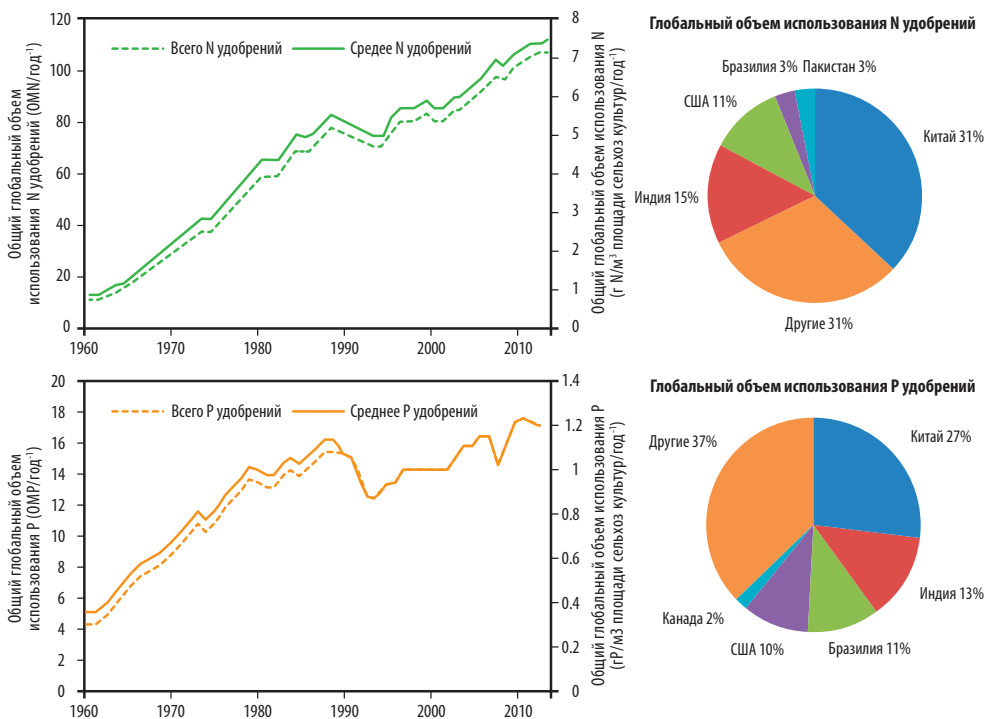 Общий глобальный объем
использования N удобрений (ОМN/год⁻¹)
120
100
80
60
40
20
0
Всего N удобрений
Средее N удобрений
8
7
6
5
4
3
2
1
0
Общий глобальный объем использования N
(г N/м³ площади сельхоз культур/год⁻¹)
1960
1970
1980
1990
2000
2010
Глобальный объем использования N удобрений
Бразилия 3%
Пакистан 3%
США 11%
Китай 31%
Индия 15%
Другие 31%
Общий глобальный объем
использования P (ОМP/год⁻¹)
20
18
16
14
12
10
8
6
4
2
0
Всего P удобрений
Среднее P удобрений
1.4
1.2
1
0.8
0.6
0.4
0.2
0
Общий глобальный объем использования P
(гP/м3 площади сельхоз культур/год⁻¹)
1960
1970
1980
1990
2000
2010
Глобальный объем использования P удобрений
Другие 37%
Китай 27%
Индия 13%
Канада 2%
США 10%
Бразилия 11%